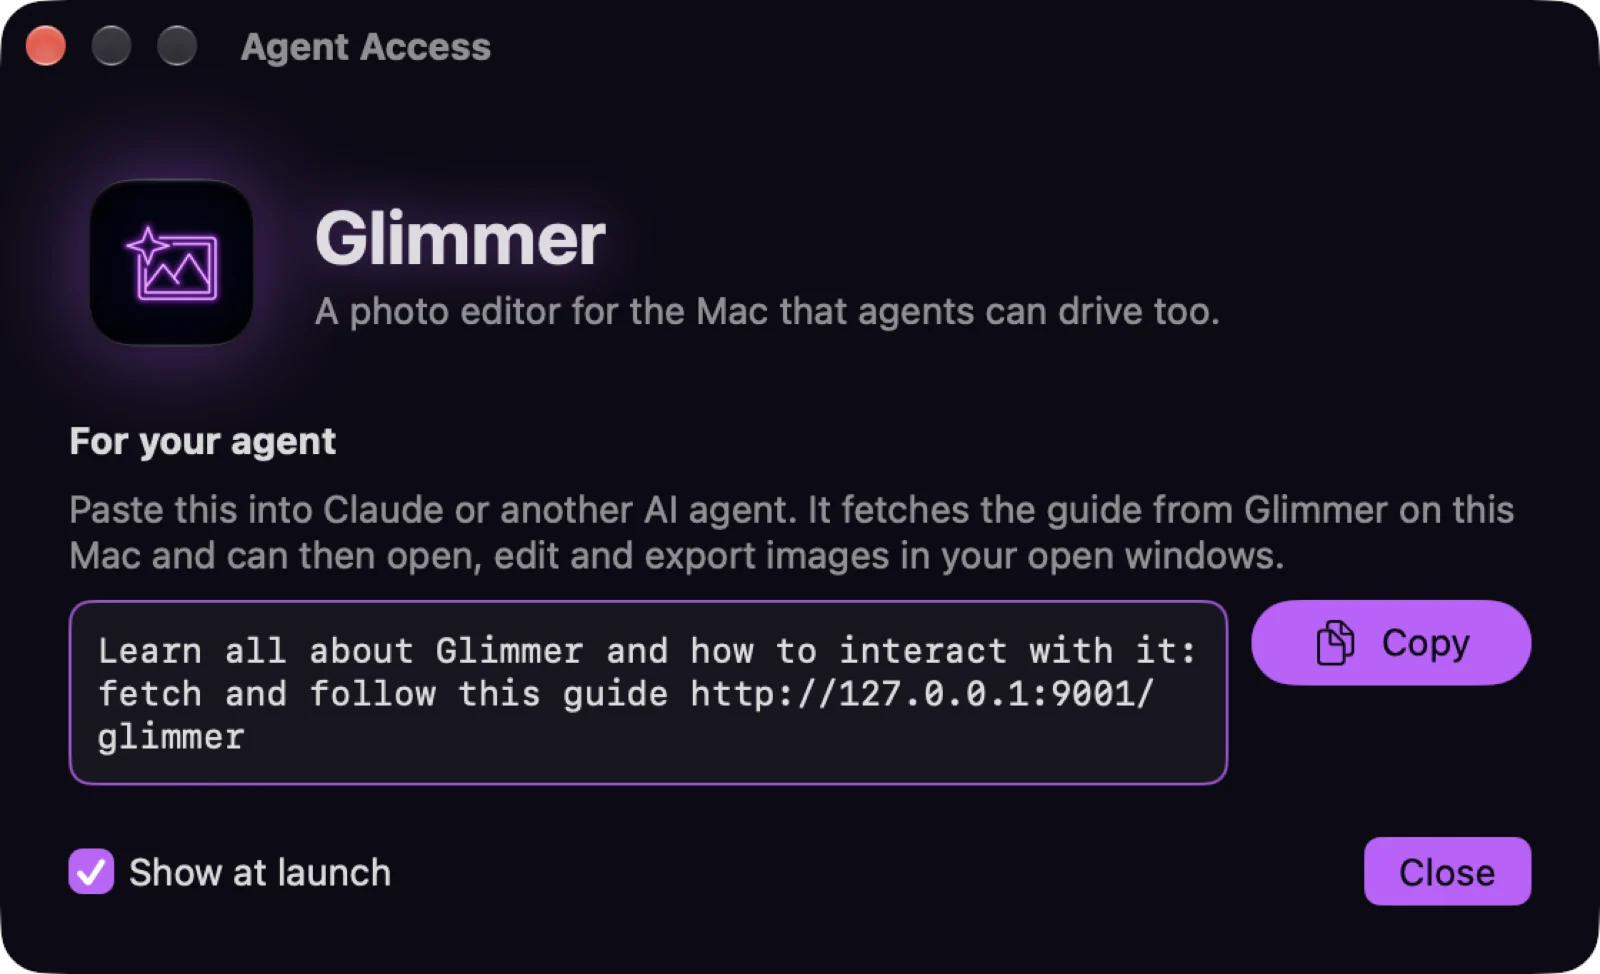 Agent Access
Glimmer
A photo editor for the Mac that agents can drive too.
For your agent
Paste this into Claude or another AI agent. It fetches the guide from Glimmer on this
Mac and can then open, edit and export images in your open windows.
Learn all about Glimmer and how to interact with it:
fetch and follow this guide http://127.0.0.1:9001/
glimmer
Copy
Show at launch
Close